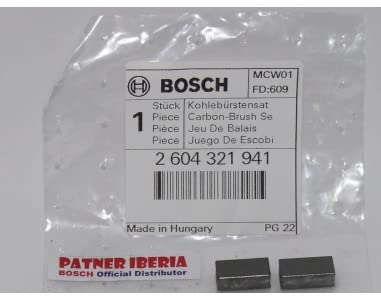 BOSCH
MCW01
FD:609
1 Stück Kohlebürstensat
Piece Carbon-Brush Se
Pièce Jeu De Balais
Piece Juego De Escobi
2 604 321 941
Made in Hungary PG 22
PATNER IBERIA
BOSCH Official Distributor